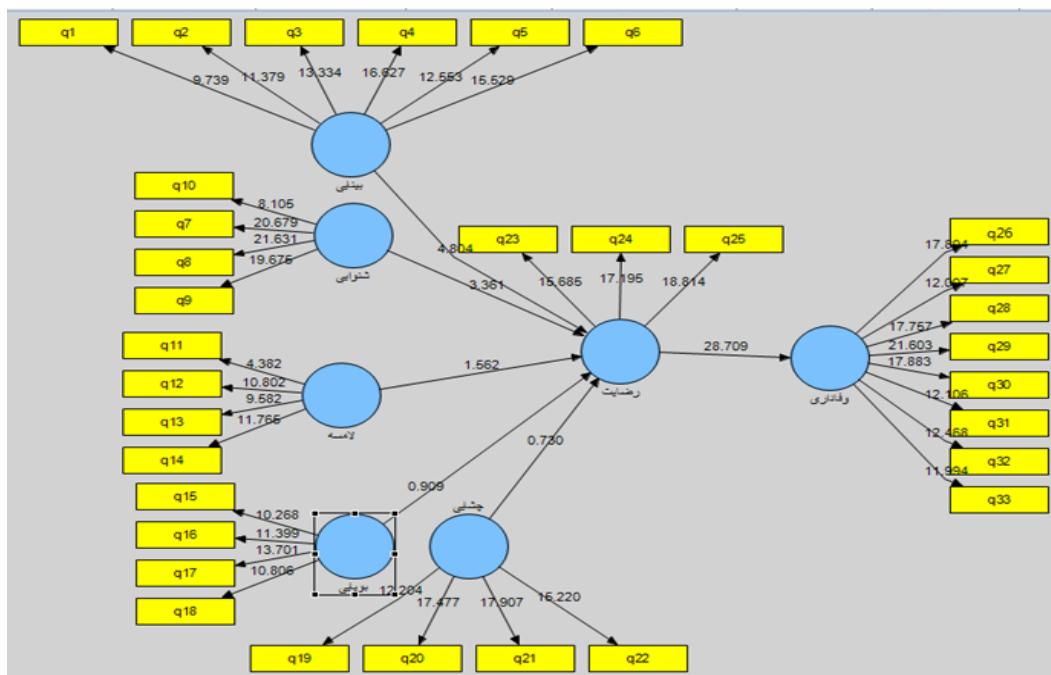 q1 q2 q3 q4 q5 q6
9.739 11.379 13.334 16.627 12.553 15.529
بینایی
q10
q7
q8
q9
8.105
20.679
21.631
19.675
شنوایی
4.804
3.361
q23 q24 q25
15.685 17.195 18.814
q26
q27
q28
q29
q30
q31
q32
q33
17.804
12.097
17.757
21.603
17.883
12.106
12.468
11.994
وفاداری
28.709
رضایت
q11
q12
q13
q14
4.382
10.802
9.582
11.765
لامسه
1.562
0.909
0.730
q15
q16
q17
q18
10.268
11.399
13.701
10.806
بویایی
چشایی
12.204 17.477 17.907 15.220
q19 q20 q21 q22